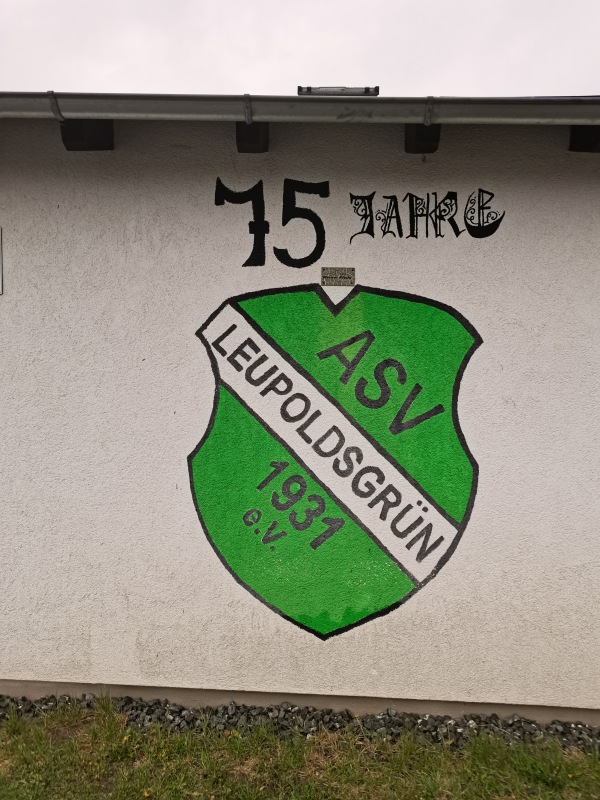 75 JAHRE
ASV
LEUPOLDSGRÜN
1931
e.V.